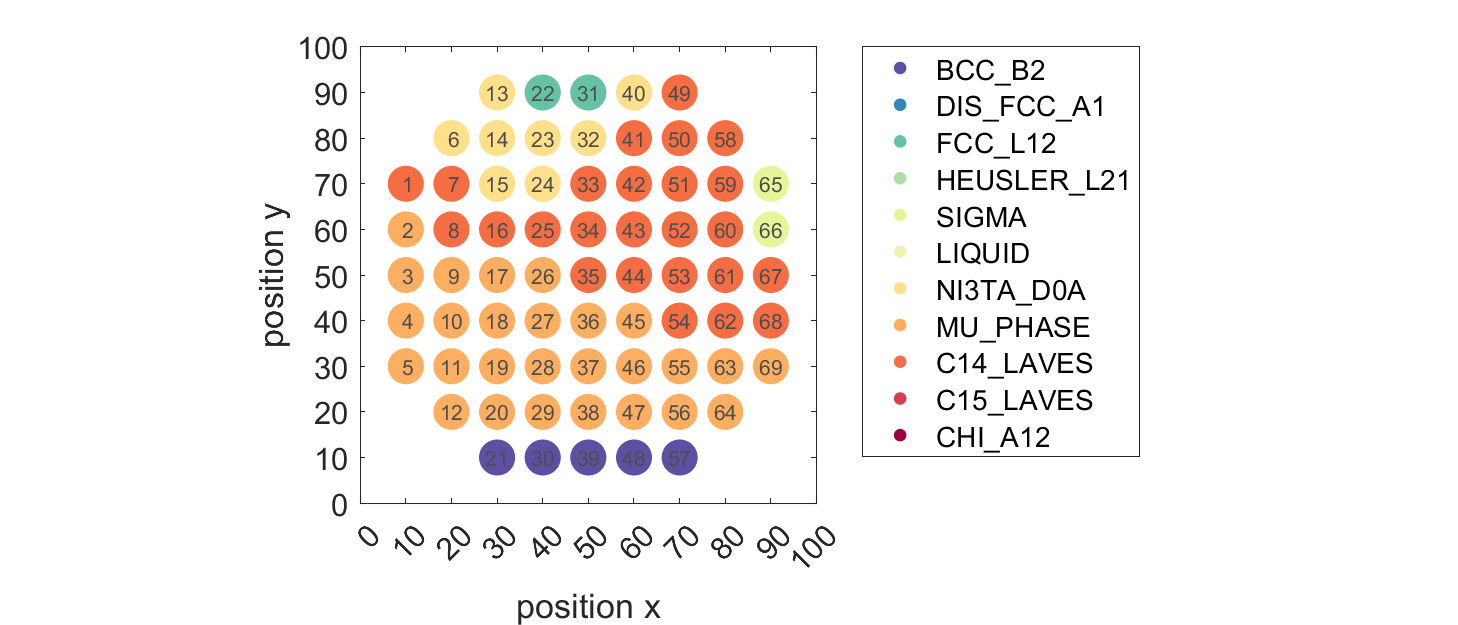 100
90
80
70
60
50
40
30
20
10
0
13 22 31 40 49
6 14 23 32 41 50 58
1 7 15 24 33 42 51 59 65
2 8 16 25 34 43 52 60 66
3 9 17 26 35 44 53 61 67
4 10 18 27 36 45 54 62 68
5 11 19 28 37 46 55 63 69
12 20 29 38 47 56 64
21 30 39 48 57
0 10 20 30 40 50 60 70 80 90 100
position x
position y
BCC_B2
DIS_FCC_A1
FCC_L12
HEUSLER_L21
SIGMA
LIQUID
NI3TA_D0A
MU_PHASE
C14_LAVES
C15_LAVES
CHI_A12